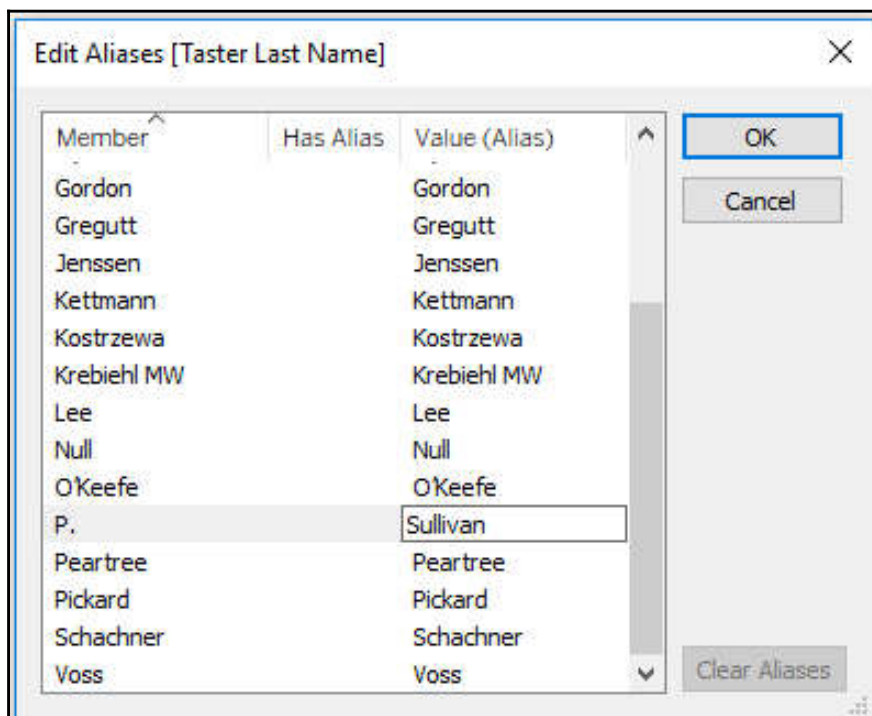 Edit Aliases [Taster Last Name]
Member Has Alias Value (Alias)
OK
Gordon Gordon
Cancel
Gregutt Gregutt
Jenssen Jenssen
Kettmann Kettmann
Kostrzewa Kostrzewa
Krebiehl MW Krebiehl MW
Lee Lee
Null Null
O'Keefe O'Keefe
P. Sullivan
Peartree Peartree
Pickard Pickard
Schachner Schachner
Voss Voss
Clear Aliases